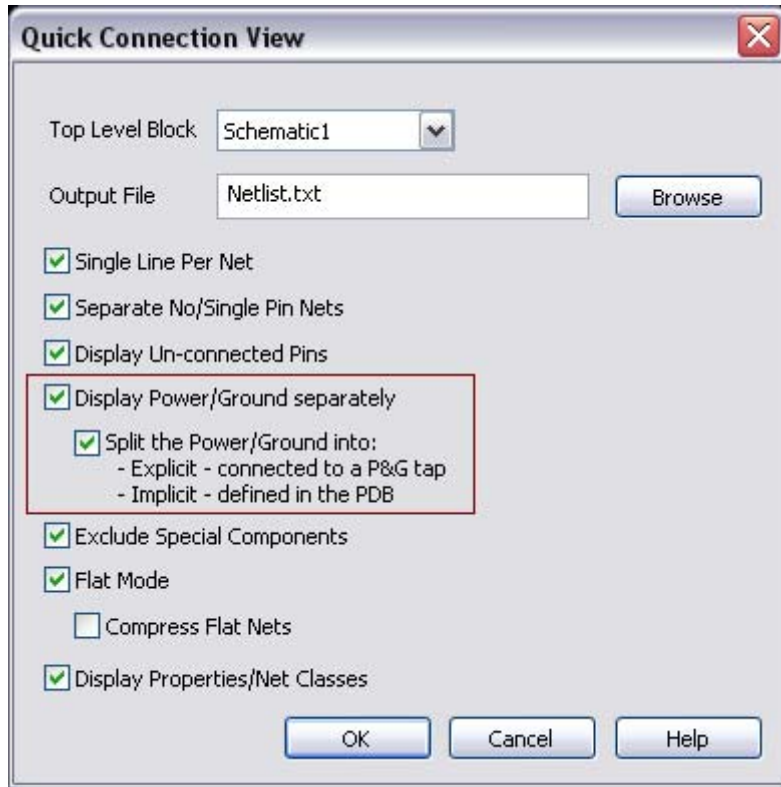 Quick Connection View
Top Level Block Schematic1
Output File Netlist.txt Browse
Single Line Per Net
Separate No/Single Pin Nets
Display Un-connected Pins
Display Power/Ground separately
Split the Power/Ground into:
- Explicit - connected to a P&G tap
- Implicit - defined in the PDB
Exclude Special Components
Flat Mode
Compress Flat Nets
Display Properties/Net Classes
OK Cancel Help